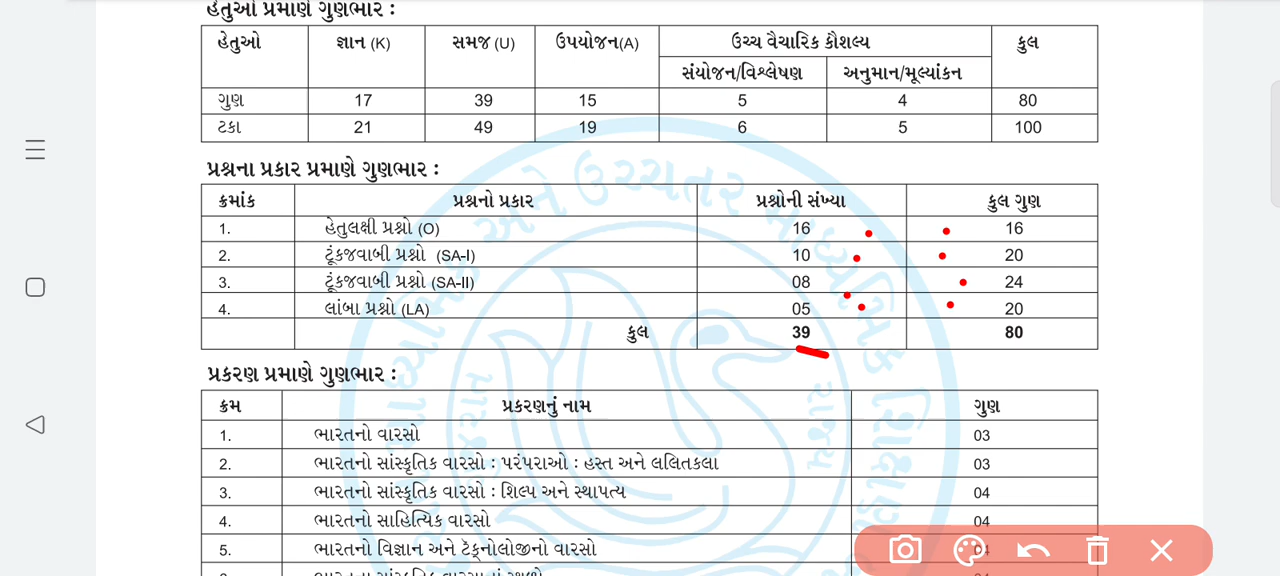 હેતુઓ પ્રમાણે ગુણભાર :
હેતુઓ જ્ઞાન (K) સમજ (U) ઉપયોજન(A) ઉચ્ચ વૈચારિક કૌશલ્ય કુલ
સંયોજન/વિશ્લેષણ અનુમાન/મૂલ્યાંકન
ગુણ 17 39 15 5 4 80
ટકા 21 49 19 6 5 100
પ્રશ્નના પ્રકાર પ્રમાણે ગુણભાર :
ક્રમાંક પ્રશ્નનો પ્રકાર પ્રશ્નોની સંખ્યા કુલ ગુણ
1. હેતુલક્ષી પ્રશ્નો (O) 16 16
2. ટૂંકજવાબી પ્રશ્નો (SA-I) 10 20
3. ટૂંકજવાબી પ્રશ્નો (SA-II) 08 24
4. લાંબા પ્રશ્નો (LA) 05 20
કુલ 39 80
પ્રકરણ પ્રમાણે ગુણભાર :
ક્રમ પ્રકરણનું નામ ગુણ
1. ભારતનો વારસો 03
2. ભારતનો સાંસ્કૃતિક વારસો : પરંપરાઓ : હસ્ત અને લલિતકલા 03
3. ભારતનો સાંસ્કૃતિક વારસો : શિલ્પ અને સ્થાપત્ય 04
4. ભારતનો સાહિત્યિક વારસો 04
5. ભારતનો વિજ્ઞાન અને ટૅક્નોલોજીનો વારસો